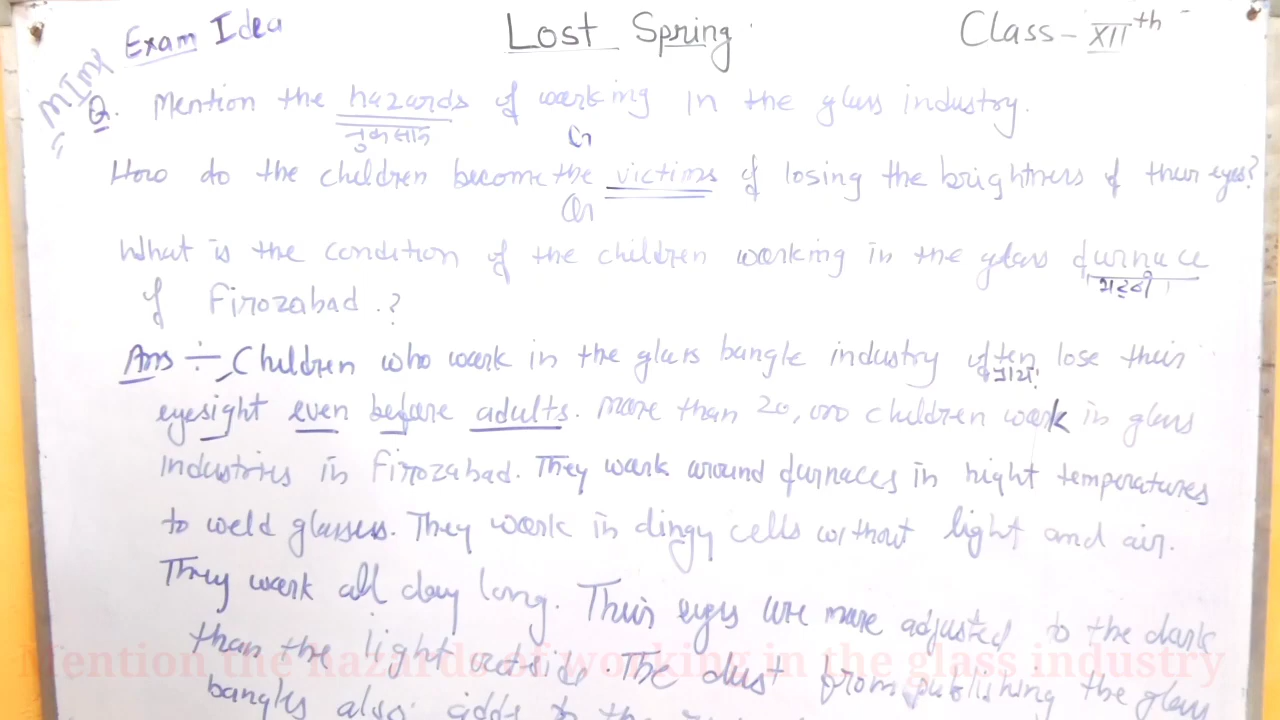 Exam Idea
Lost Spring
Class - XIIth
MIMP
Q. Mention the hazards of working in the glass industry.
नुकसान
Or
How do the children become the victims of losing the brightness of their eyes?
Or
What is the condition of the children working in the glass furnace
भट्टी
of Firozabad.?
Ans ÷ Children who work in the glass bangle industry often lose their
प्रायः
eyesight even before adults. More than 20,000 children work in glass
industries in Firozabad. They work around furnaces in hight temperatures
to weld glasses. They work in dingy cells without light and air.
They work all day long. Their eyes are more adjusted to the dark
than the light outside. The dust from publishing the glass
Mention the hazards of working in the glass industry
bangles also adds to the